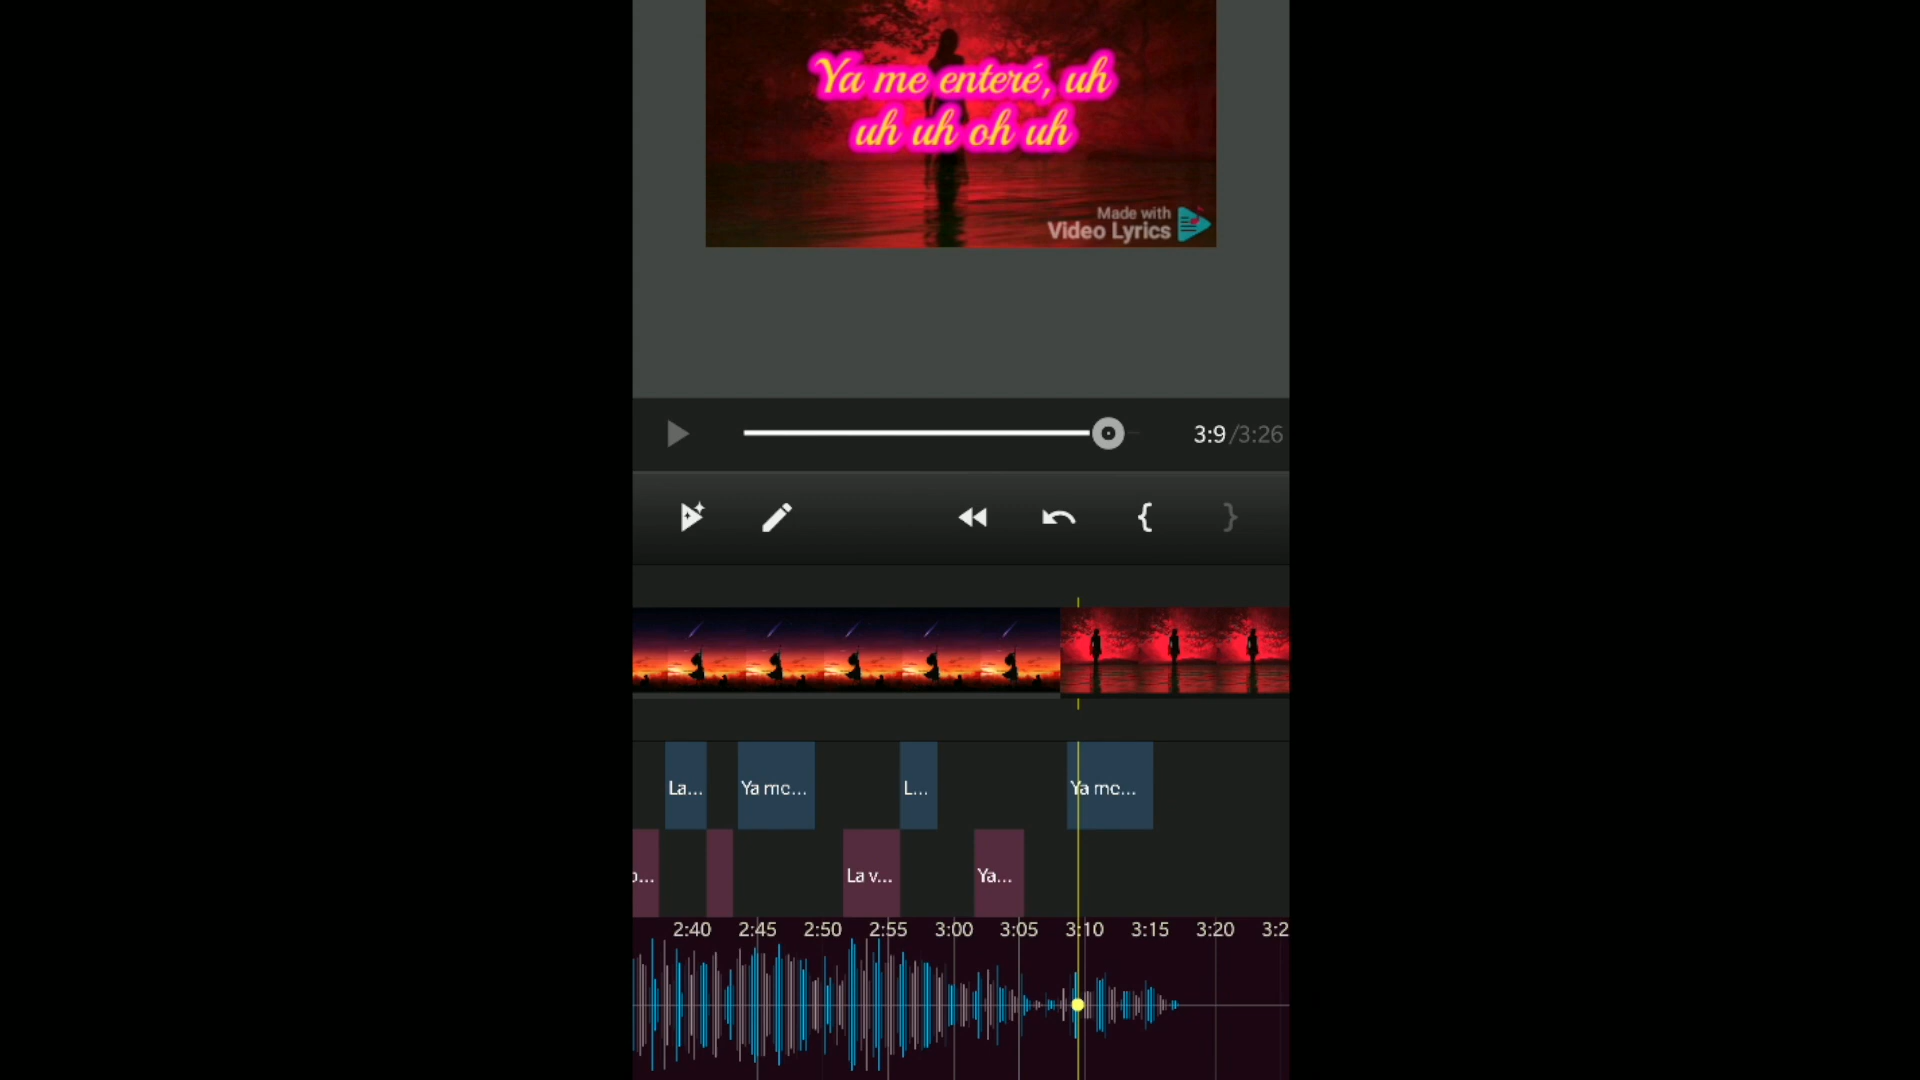 Ya me enteré, uh
uh uh oh uh
Made with
Video Lyrics
3:9/3:26
{ }
La... Ya me... L... Ya me...
o... La v... Ya...
2:40 2:45 2:50 2:55 3:00 3:05 3:10 3:15 3:20 3:2